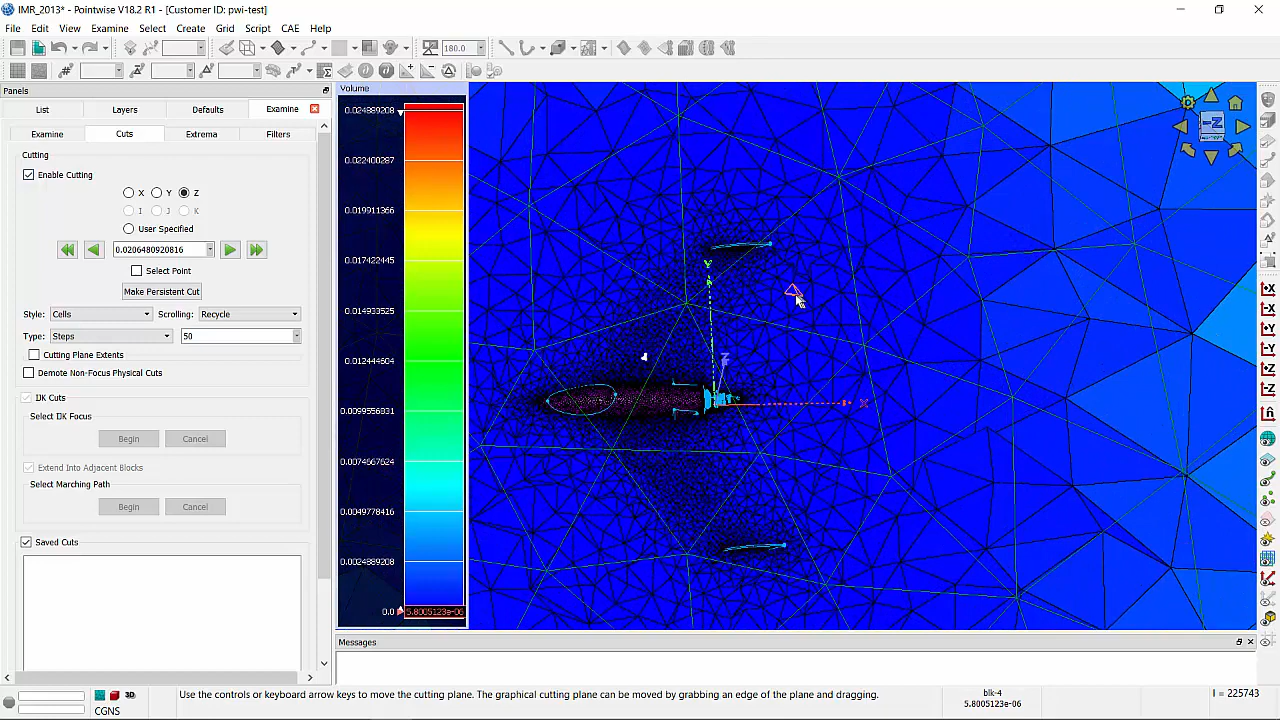 IMR_2013* - Pointwise V18.2 R1 - [Customer ID: pwi-test]
File Edit View Examine Select Create Grid Script CAE Help
180.0
Panels
List Layers Defaults Examine
Examine Cuts Extrema Filters
Cutting
Enable Cutting
X Y Z
I J K
User Specified
0.0206480920816
Select Point
Make Persistent Cut
Style: Cells Scrolling: Recycle
Type: Steps 50
Cutting Plane Extents
Demote Non-Focus Physical Cuts
IJK Cuts
Select IJK Focus
Begin Cancel
Extend Into Adjacent Blocks
Select Marching Path
Begin Cancel
Saved Cuts
Volume
0.024889208
0.022400287
0.019911366
0.017422445
0.014933525
0.012444604
0.0099556831
0.0074667624
0.0049778416
0.0024889208
0.0
5.8005123e-06
Y
Z
X
-Z
Messages
Use the controls or keyboard arrow keys to move the cutting plane. The graphical cutting plane can be moved by grabbing an edge of the plane and dragging.
3D
CGNS
blk-4
5.8005123e-06
I = 225743